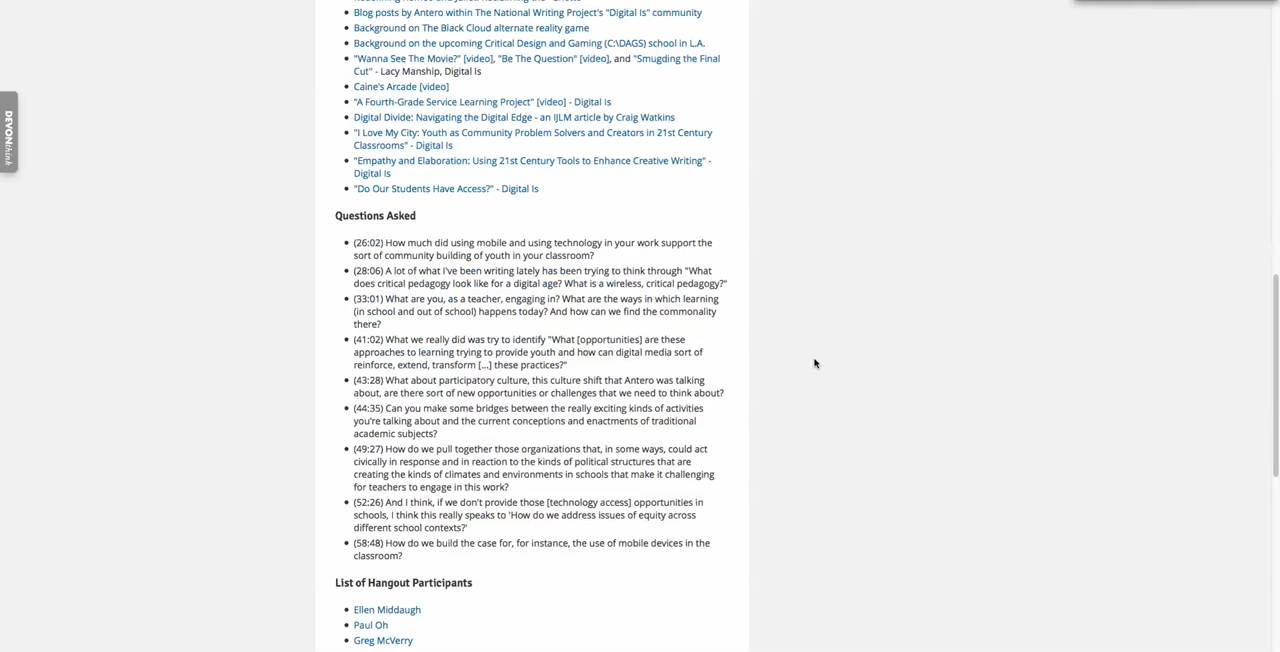 Blog posts by Antero within The National Writing Project's "Digital Is" community
Background on The Black Cloud alternate reality game
Background on the upcoming Critical Design and Gaming (C:\DAGS) school in L.A.
"Wanna See The Movie?" [video], "Be The Question" [video], and "Smugding the Final
Cut" - Lacy Manship, Digital Is
Caine's Arcade [video]
"A Fourth-Grade Service Learning Project" [video] - Digital Is
Digital Divide: Navigating the Digital Edge - an IJLM article by Craig Watkins
"I Love My City: Youth as Community Problem Solvers and Creators in 21st Century
Classrooms" - Digital Is
"Empathy and Elaboration: Using 21st Century Tools to Enhance Creative Writing" -
Digital Is
"Do Our Students Have Access?" - Digital Is
DEVONthink
Questions Asked
(26:02) How much did using mobile and using technology in your work support the
sort of community building of youth in your classroom?
(28:06) A lot of what I've been writing lately has been trying to think through "What
does critical pedagogy look like for a digital age? What is a wireless, critical pedagogy?"
(33:01) What are you, as a teacher, engaging in? What are the ways in which learning
(in school and out of school) happens today? And how can we find the commonality
there?
(41:02) What we really did was try to identify "What [opportunities] are these
approaches to learning trying to provide youth and how can digital media sort of
reinforce, extend, transform [...] these practices?"
(43:28) What about participatory culture, this culture shift that Antero was talking
about, are there sort of new opportunities or challenges that we need to think about?
(44:35) Can you make some bridges between the really exciting kinds of activities
you're talking about and the current conceptions and enactments of traditional
academic subjects?
(49:27) How do we pull together those organizations that, in some ways, could act
civically in response and in reaction to the kinds of political structures that are
creating the kinds of climates and environments in schools that make it challenging
for teachers to engage in this work?
(52:26) And I think, if we don't provide those [technology access] opportunities in
schools, I think this really speaks to 'How do we address issues of equity across
different school contexts?'
(58:48) How do we build the case for, for instance, the use of mobile devices in the
classroom?
List of Hangout Participants
Ellen Middaugh
Paul Oh
Greg McVerry